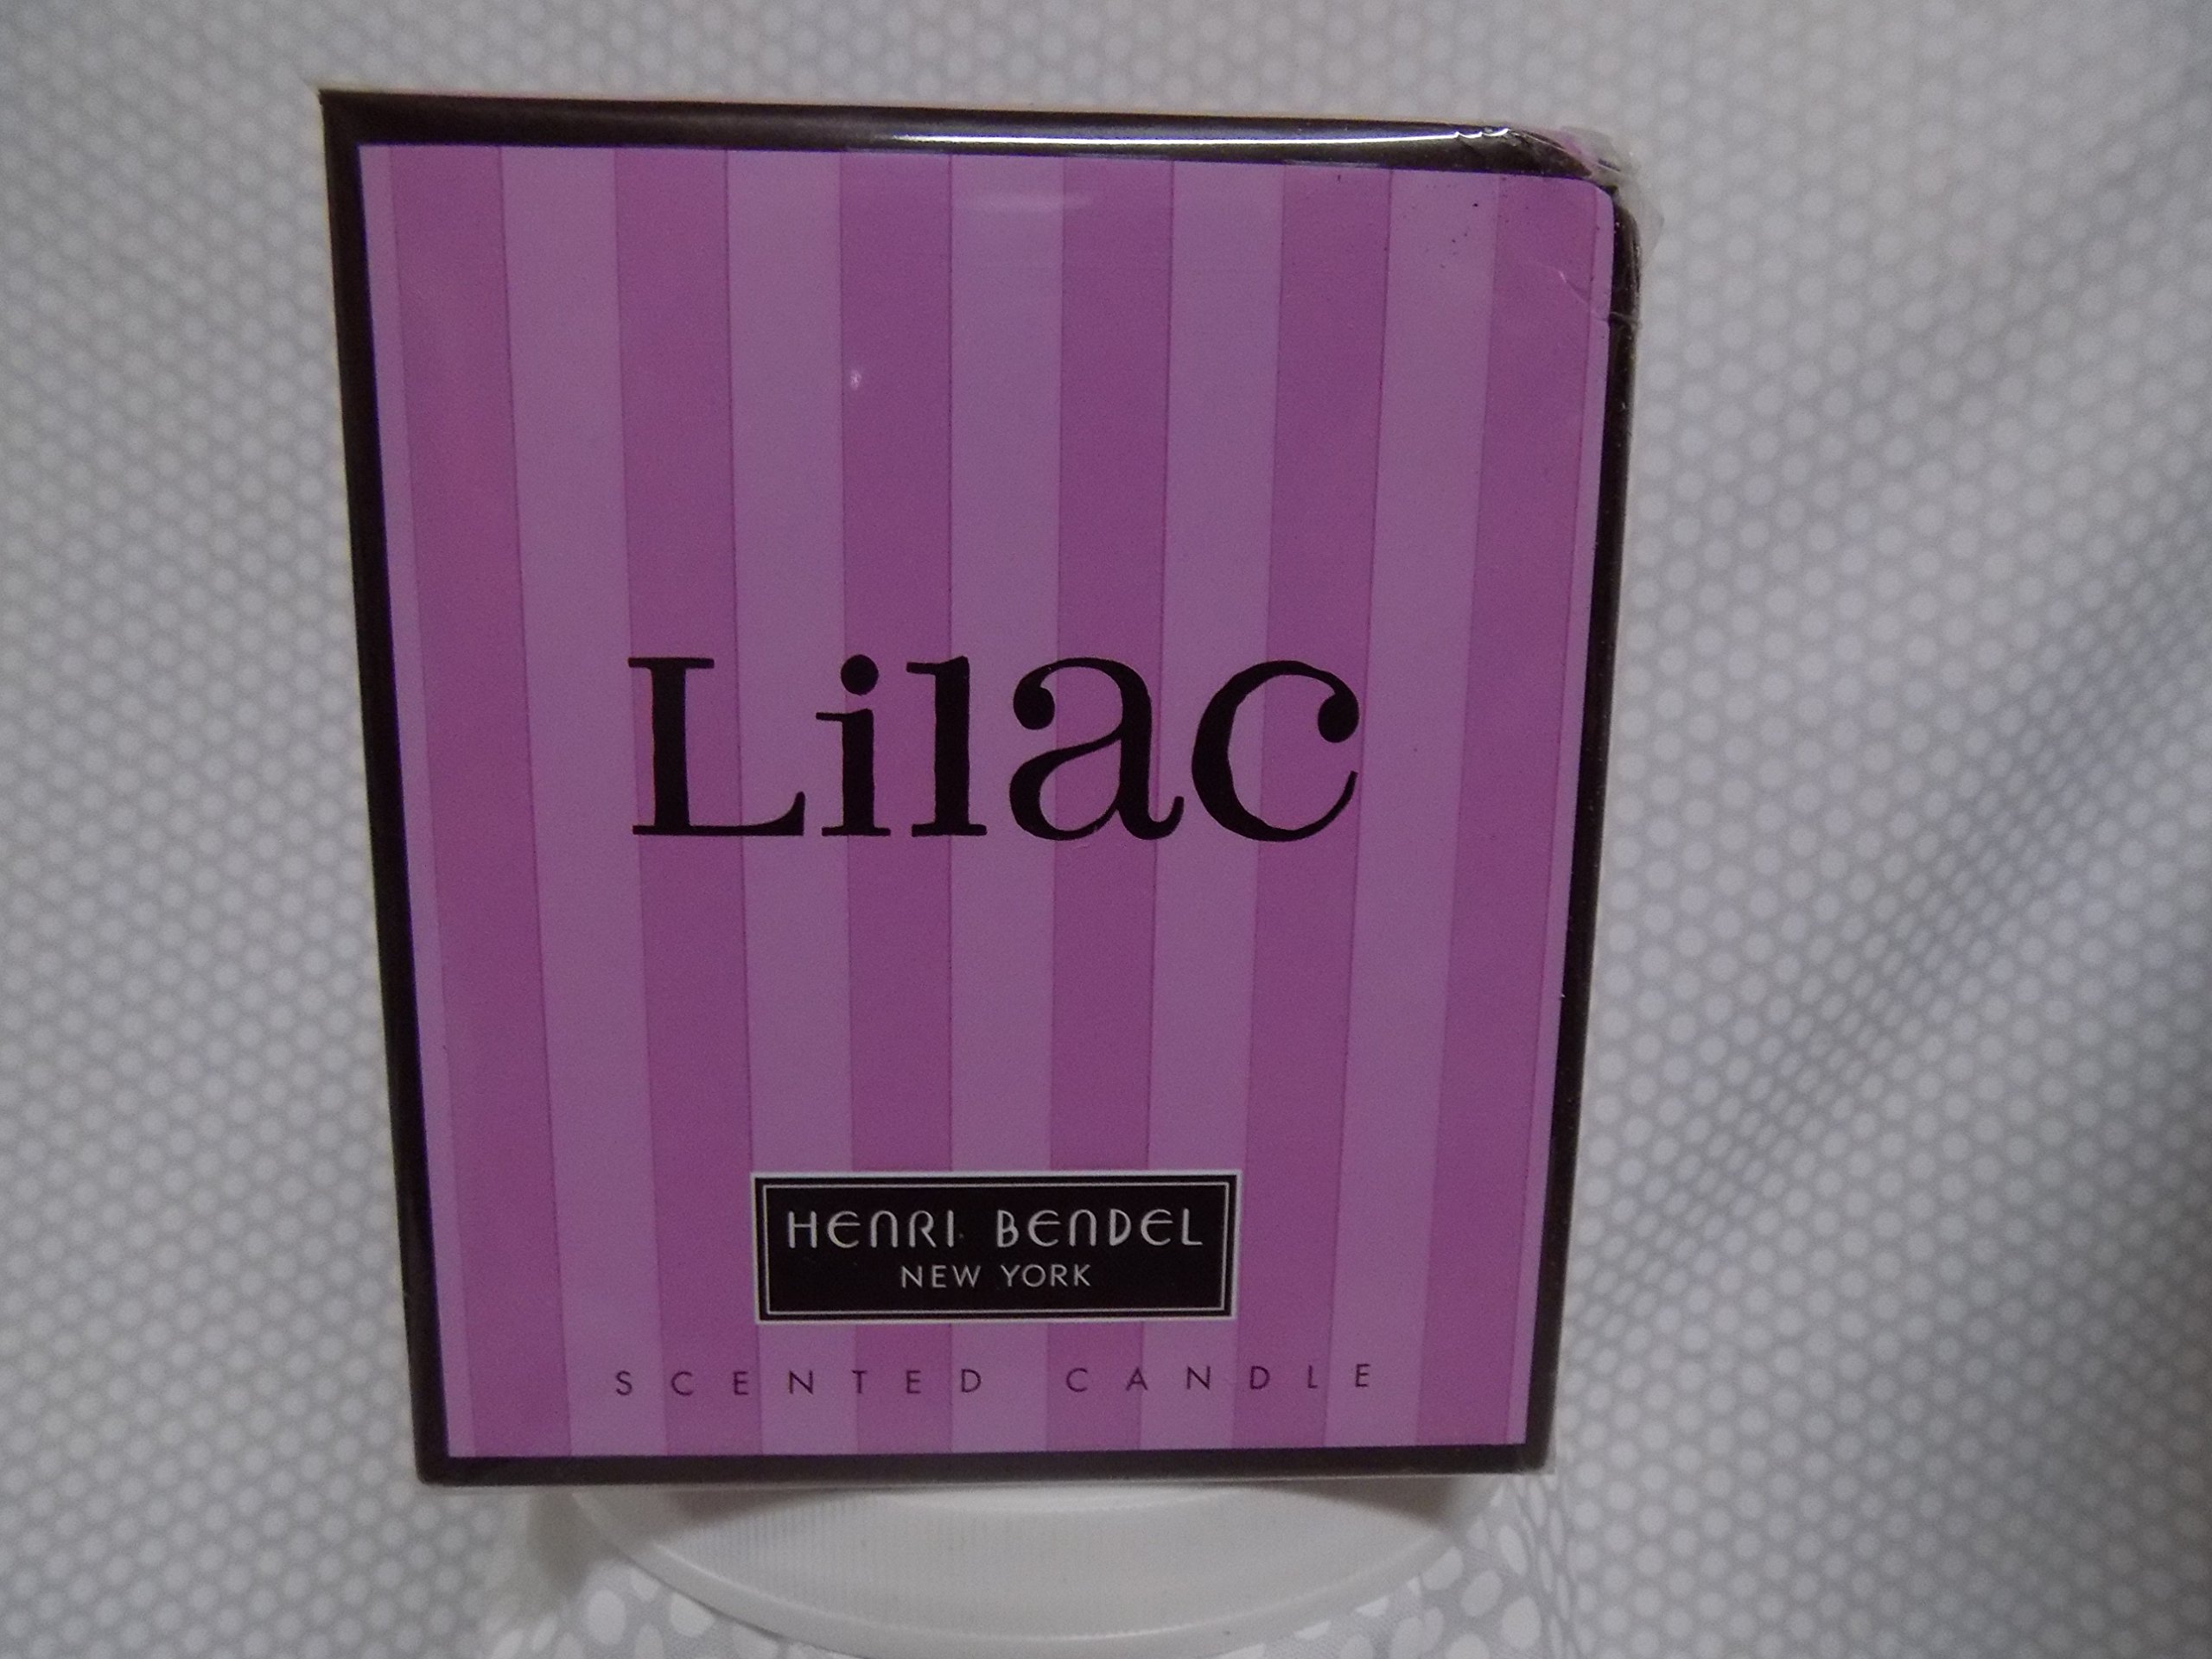 Lilac
HENRI BENDEL
NEW YORK
SCENTED CANDLE